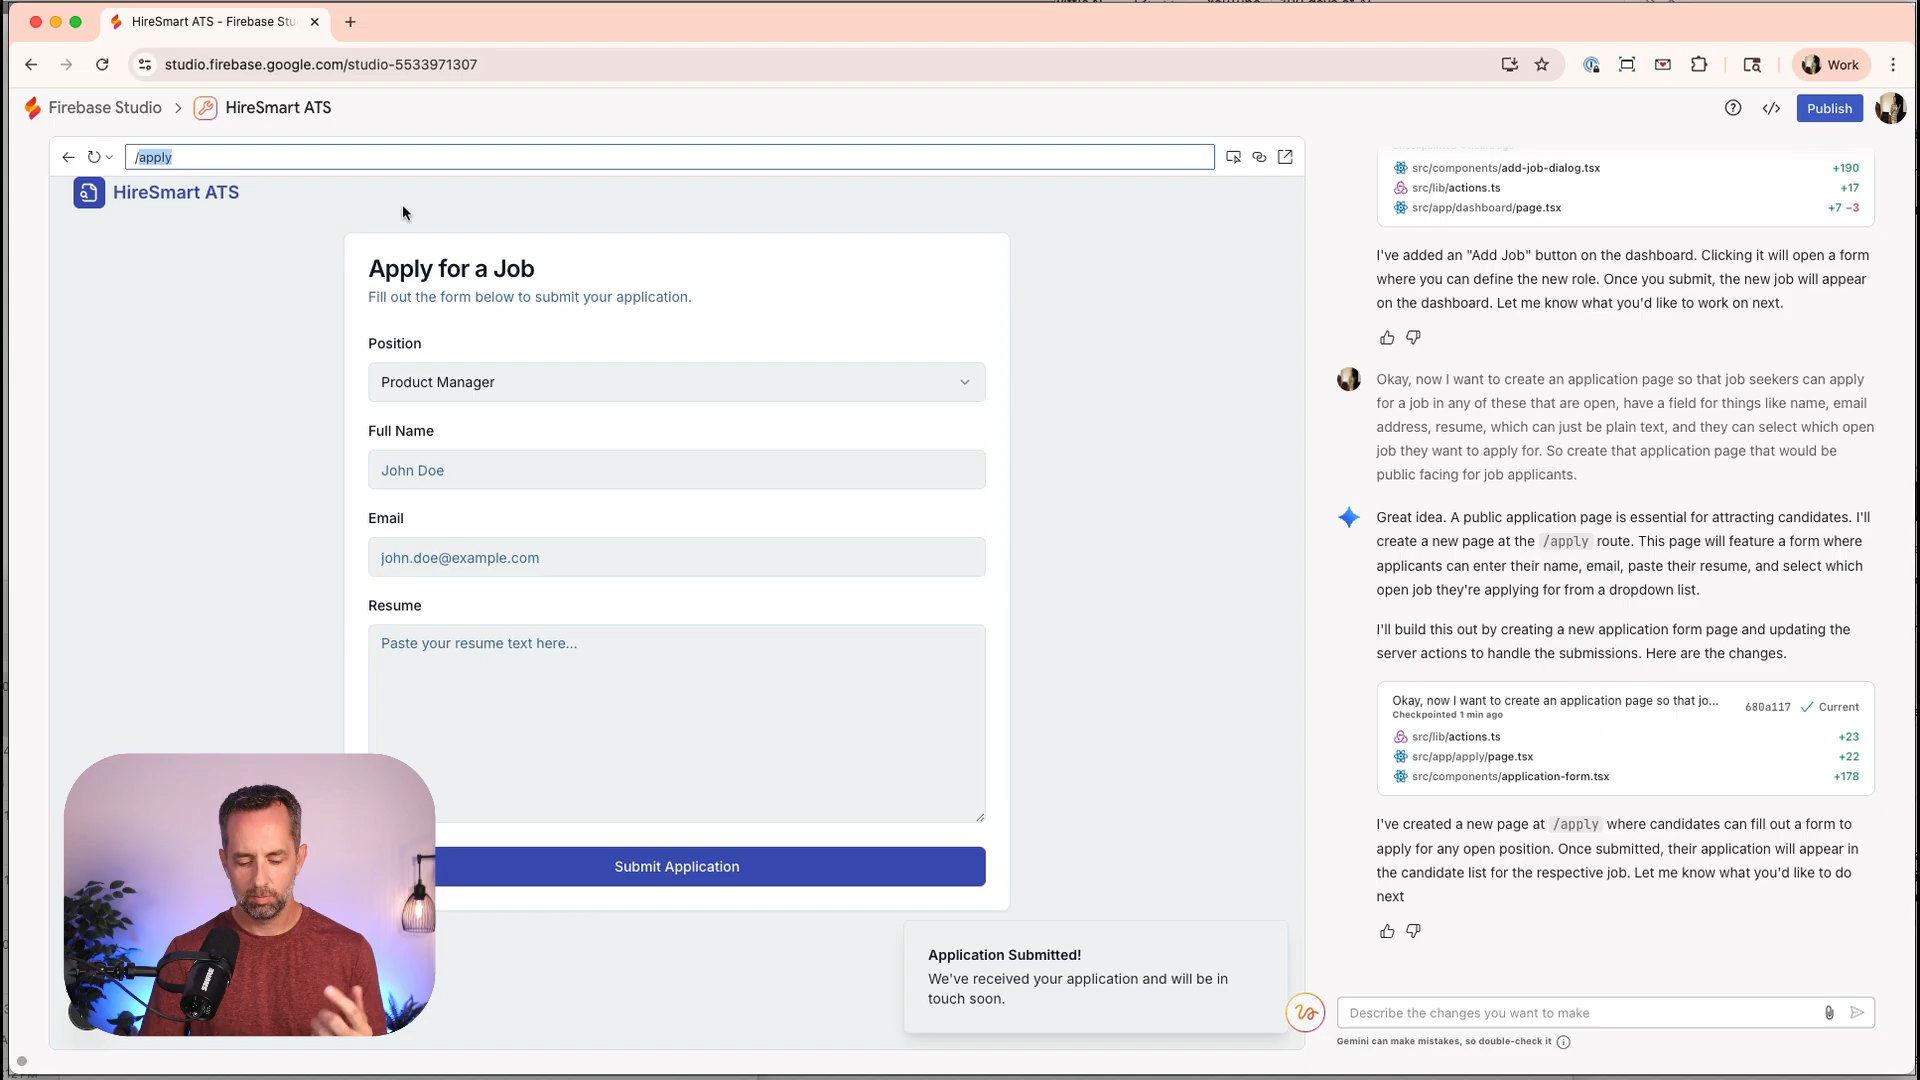 HireSmart ATS - Firebase Stu
studio.firebase.google.com/studio-5533971307
Work
Firebase Studio
HireSmart ATS
Publish
/apply
HireSmart ATS
Apply for a Job
Fill out the form below to submit your application.
Position
Product Manager
Full Name
John Doe
Email
john.doe@example.com
Resume
Paste your resume text here...
Submit Application
Application Submitted!
We've received your application and will be in
touch soon.
SHURE
src/components/add-job-dialog.tsx +190
src/lib/actions.ts +17
src/app/dashboard/page.tsx +7 −3
I've added an "Add Job" button on the dashboard. Clicking it will open a form
where you can define the new role. Once you submit, the new job will appear
on the dashboard. Let me know what you'd like to work on next.
Okay, now I want to create an application page so that job seekers can apply
for a job in any of these that are open, have a field for things like name, email
address, resume, which can just be plain text, and they can select which open
job they want to apply for. So create that application page that would be
public facing for job applicants.
Great idea. A public application page is essential for attracting candidates. I'll
create a new page at the /apply route. This page will feature a form where
applicants can enter their name, email, paste their resume, and select which
open job they're applying for from a dropdown list.
I'll build this out by creating a new application form page and updating the
server actions to handle the submissions. Here are the changes.
Okay, now I want to create an application page so that jo... 680a117 Current
Checkpointed 1 min ago
src/lib/actions.ts +23
src/app/apply/page.tsx +22
src/components/application-form.tsx +178
I've created a new page at /apply where candidates can fill out a form to
apply for any open position. Once submitted, their application will appear in
the candidate list for the respective job. Let me know what you'd like to do
next
Describe the changes you want to make
Gemini can make mistakes, so double-check it